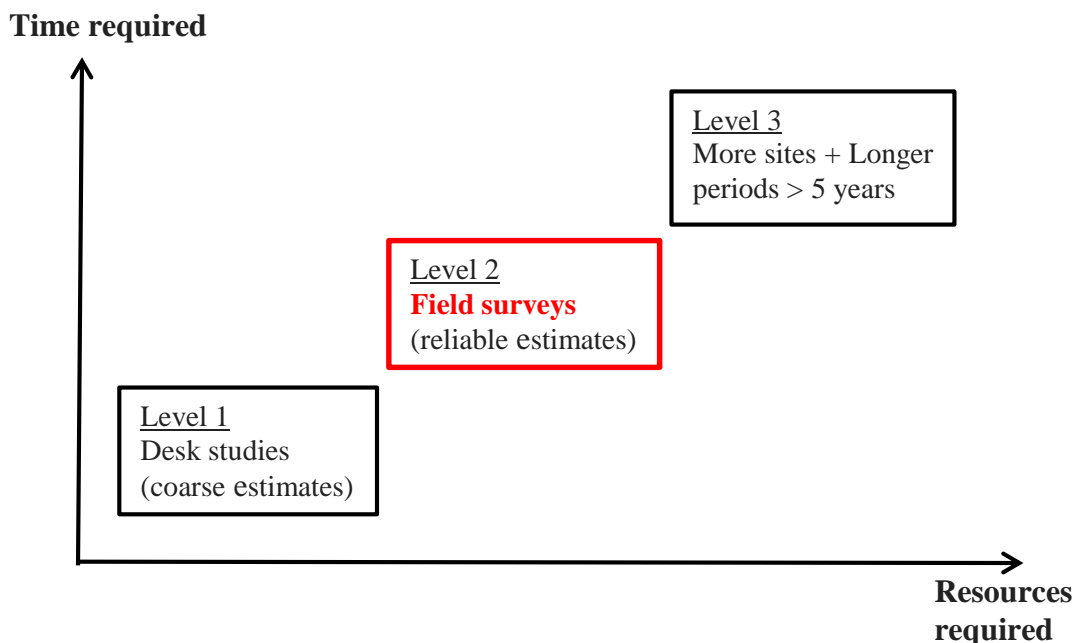 Time required
Level 3
More sites + Longer
periods > 5 years
Level 2
Field surveys
(reliable estimates)
Level 1
Desk studies
(coarse estimates)
Resources
required